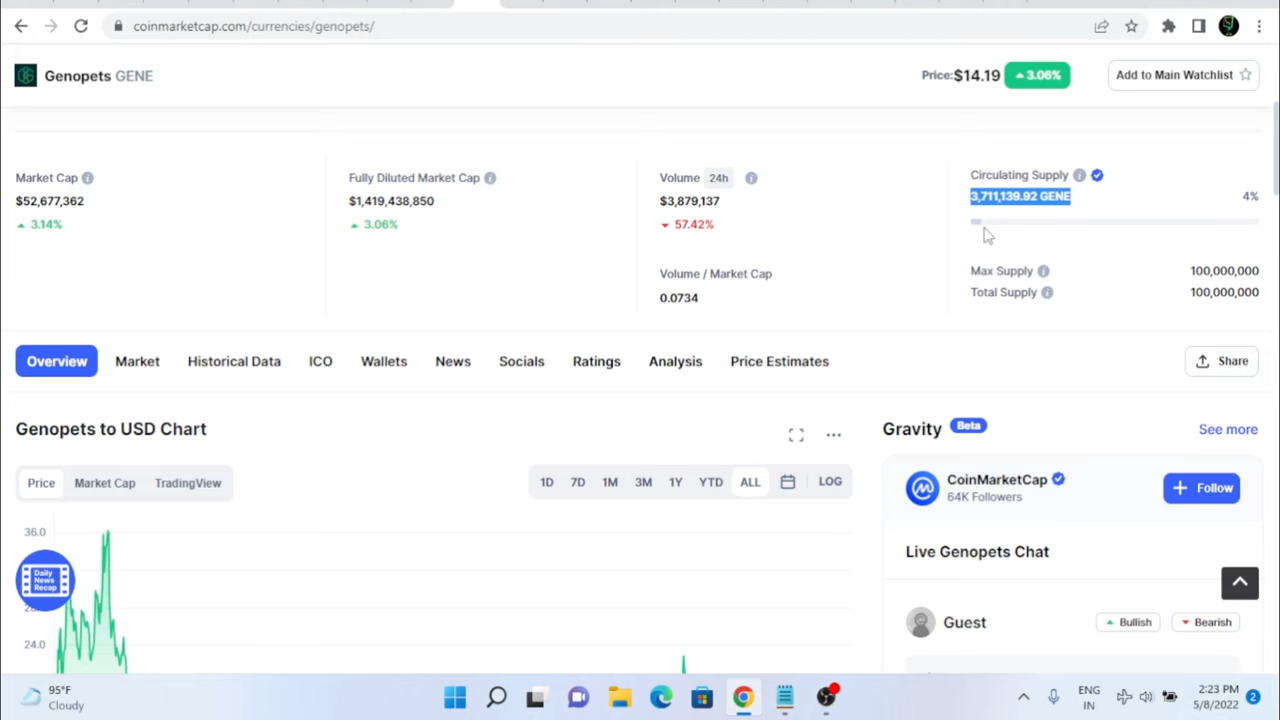 coinmarketcap.com/currencies/genopets/
Genopets GENE
Price:$14.19 3.06%
Add to Main Watchlist
Market Cap
$52,677,362
3.14%
Fully Diluted Market Cap
$1,419,438,850
3.06%
Volume 24h
$3,879,137
57.42%
Volume / Market Cap
0.0734
Circulating Supply
3,711,139.92 GENE 4%
Max Supply 100,000,000
Total Supply 100,000,000
Overview Market Historical Data ICO Wallets News Socials Ratings Analysis Price Estimates Share
Genopets to USD Chart
Price Market Cap TradingView
1D 7D 1M 3M 1Y YTD ALL LOG
36.0
24.0
Daily
News
Recap
Gravity Beta See more
CoinMarketCap
64K Followers
+ Follow
Live Genopets Chat
Guest Bullish Bearish
95°F
Cloudy
ENG
IN
2:23 PM
5/8/2022
2